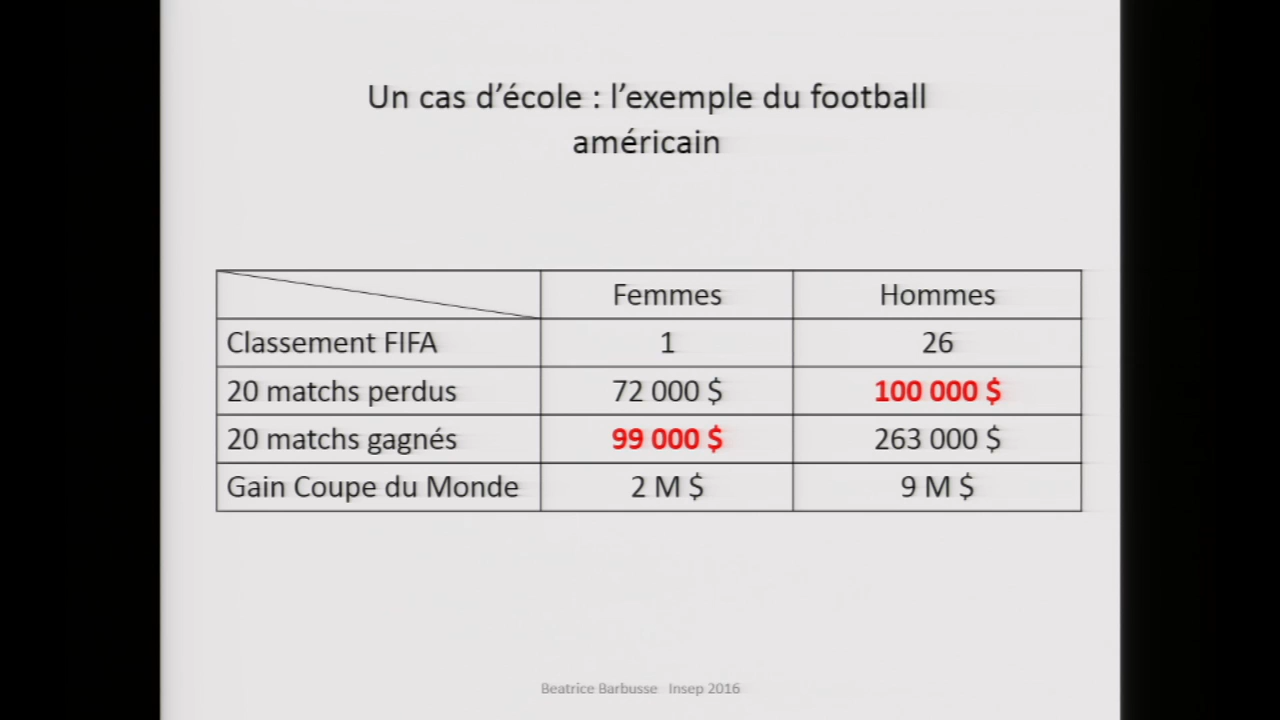 Un cas d'école : l'exemple du football
américain
Femmes Hommes
Classement FIFA 1 26
20 matchs perdus 72 000 $ 100 000 $
20 matchs gagnés 99 000 $ 263 000 $
Gain Coupe du Monde 2 M $ 9 M $
Beatrice Barbusse Insep 2016